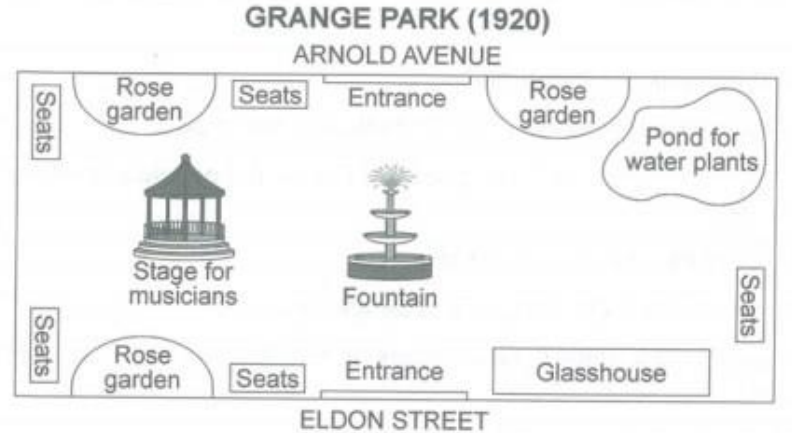 GRANGE PARK (1920)
ARNOLD AVENUE
Rose
garden
Seats
Entrance
Rose
garden
Seats
Pond for
water plants
Stage for
musicians
Fountain
Seats
Seats
Rose
garden
Seats
Entrance
Glasshouse
ELDON STREET